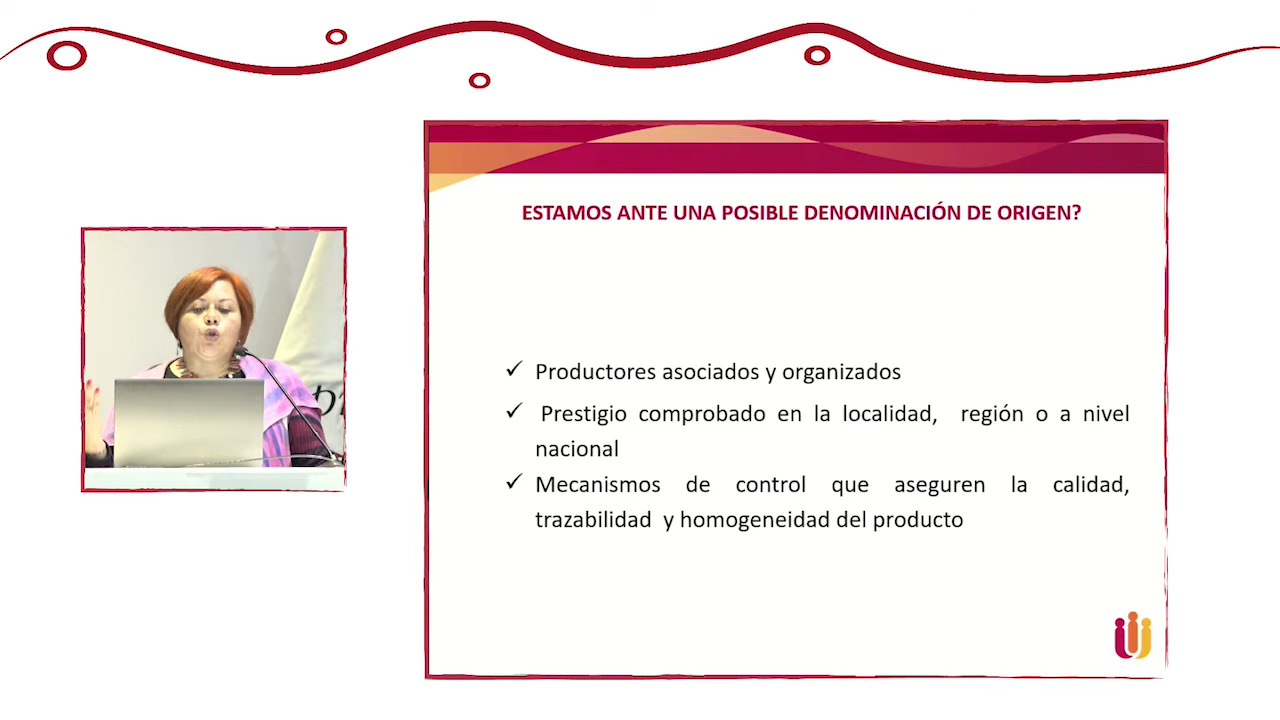 ESTAMOS ANTE UNA POSIBLE DENOMINACIÓN DE ORIGEN?
✓ Productores asociados y organizados
✓ Prestigio comprobado en la localidad, región o a nivel
nacional
✓ Mecanismos de control que aseguren la calidad,
trazabilidad y homogeneidad del producto